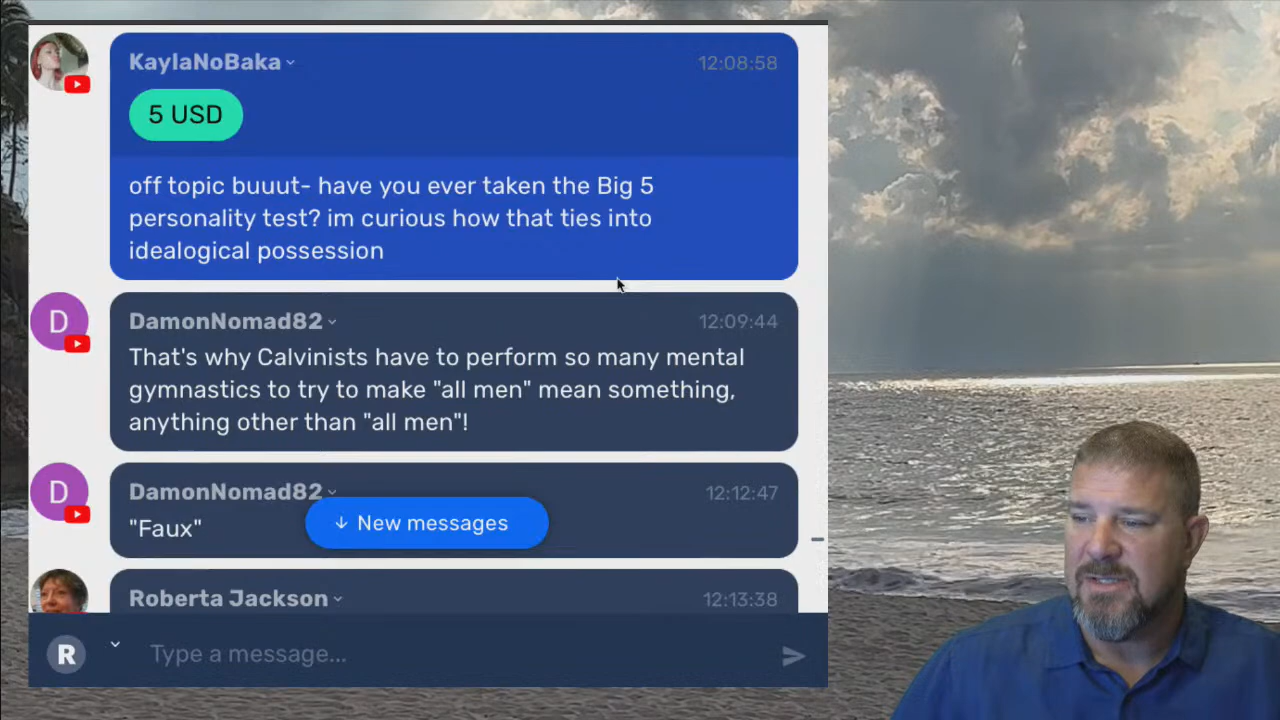 KaylaNoBaka
12:08:58
5 USD
off topic buuut- have you ever taken the Big 5
personality test? im curious how that ties into
idealogical possession
D
DamonNomad82
12:09:44
That's why Calvinists have to perform so many mental
gymnastics to try to make "all men" mean something,
anything other than "all men"!
D
DamonNomad82
12:12:47
"Faux"
↓ New messages
Roberta Jackson
12:13:38
R
Type a message...